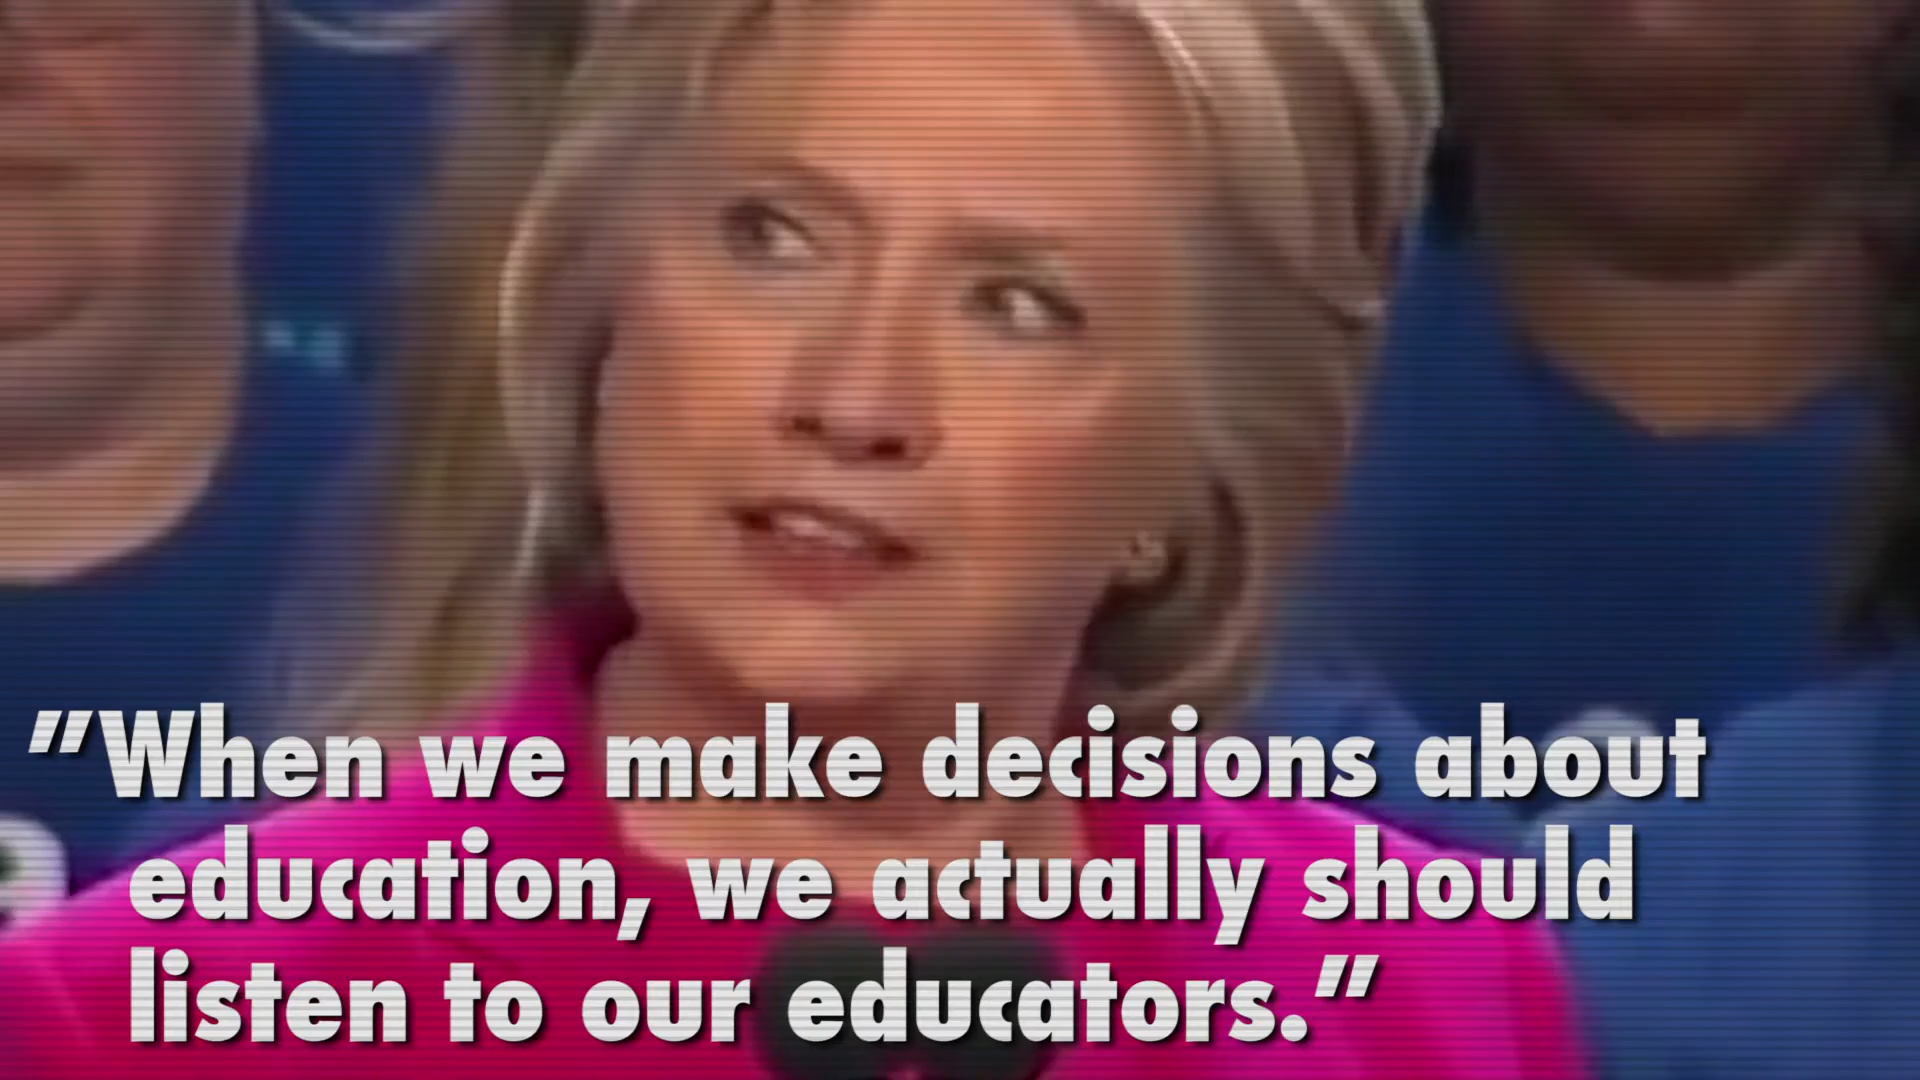 "When we make decisions about
education, we actually should
listen to our educators."